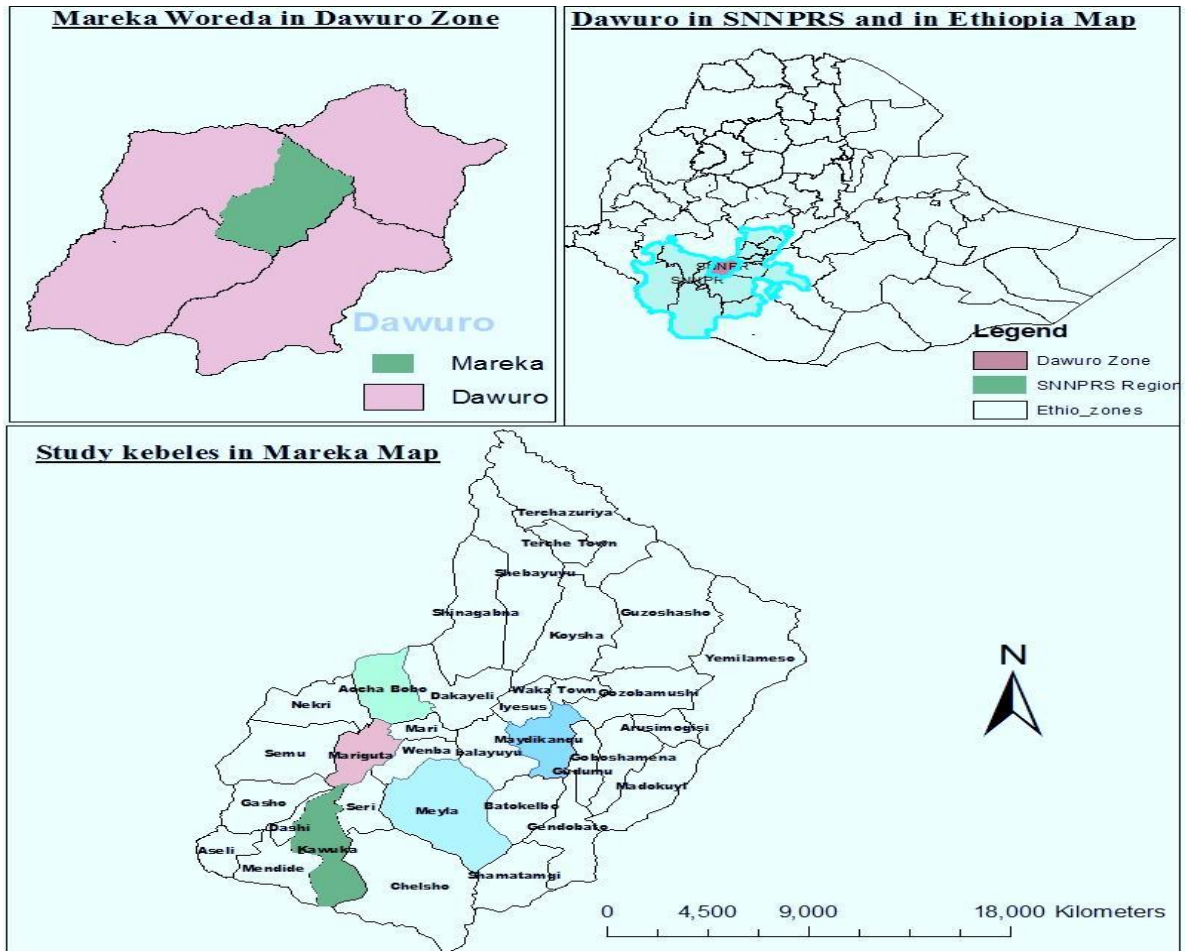 Mareka Woreda in Dawuro Zone
Dawuro
Mareka
Dawuro
Dawuro in SNNPRS and in Ethiopia Map
SNNPR
SNNPR
Legend
Dawuro Zone
SNNPRS Region
Ethio_zones
Study kebeles in Mareka Map
Terchazuriya
Terche Town
Shebayuyu
Shinagabna
Guzoshasho
Koysha
Yemilameso
Aocha Bobo
Dakayeli
Waka Town
Gozobamushi
Nekri
Iyesus
Mari
Arusimogisi
Semu
Mariguta
Wenba
Balayuyu
Maydikandu
Goboshamena
Gudumu
Madokuyi
Gasho
Seri
Meyla
Batokelbo
Dashi
Gendobato
Aseli
Kawuka
Mendide
Chelsho
Shamatamgi
N
0 4,500 9,000 18,000 Kilometers